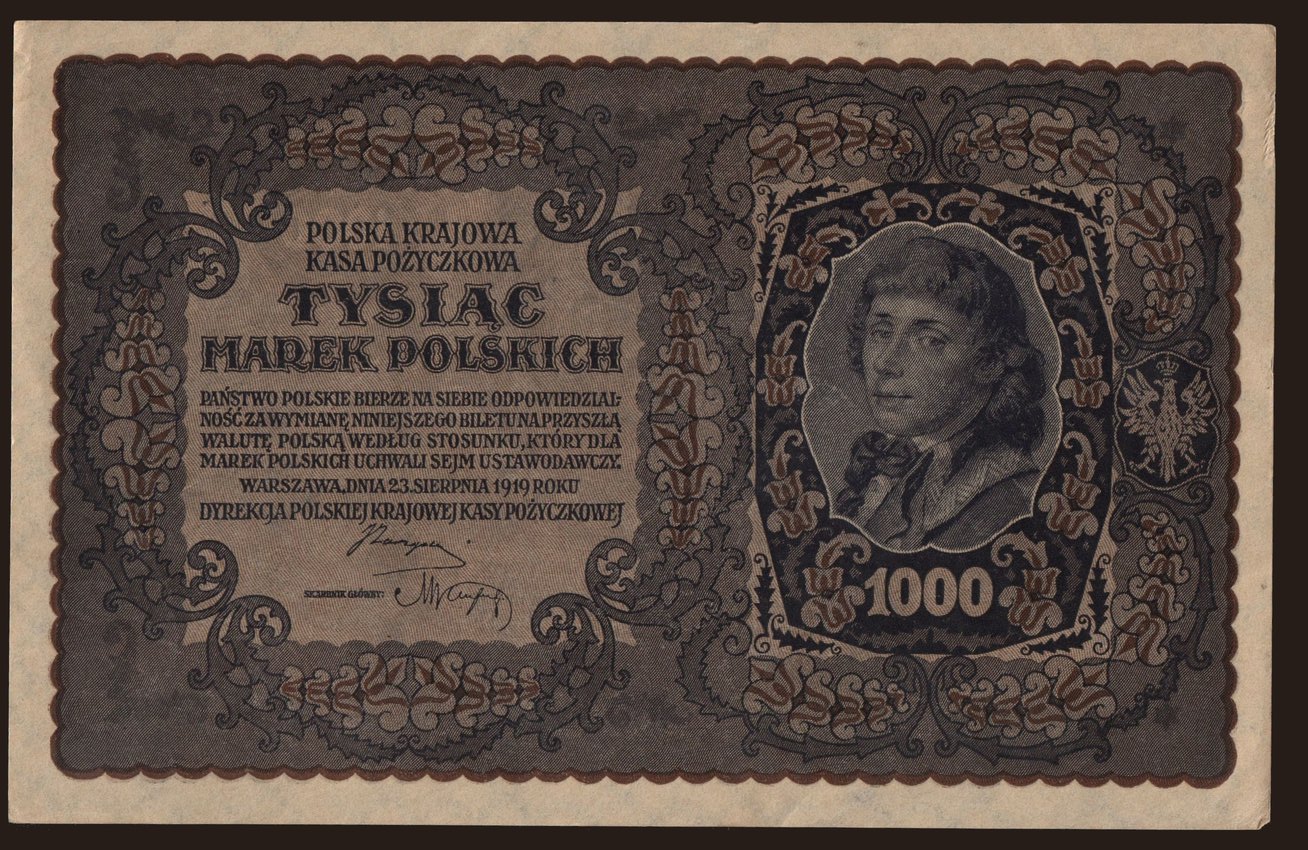 POLSKA KRAJOWA
KASA POŻYCZKOWA
TYSIĄC
MAREK POLSKICH
PAŃSTWO POLSKIE BIERZE NA SIEBIE ODPOWIEDZIAL-
NOŚĆ ZA WYMIANĘ NINIEJSZEGO BILETU NA PRZYSZŁĄ
WALUTĘ POLSKĄ WEDŁUG STOSUNKU, KTÓRY DLA
MAREK POLSKICH UCHWALI SEJM USTAWODAWCZY.
WARSZAWA, DNIA 23. SIERPNIA 1919 ROKU
DYREKCJA POLSKIEJ KRAJOWEJ KASY POŻYCZKOWEJ
SKARBNIK GŁÓWNY:
1000